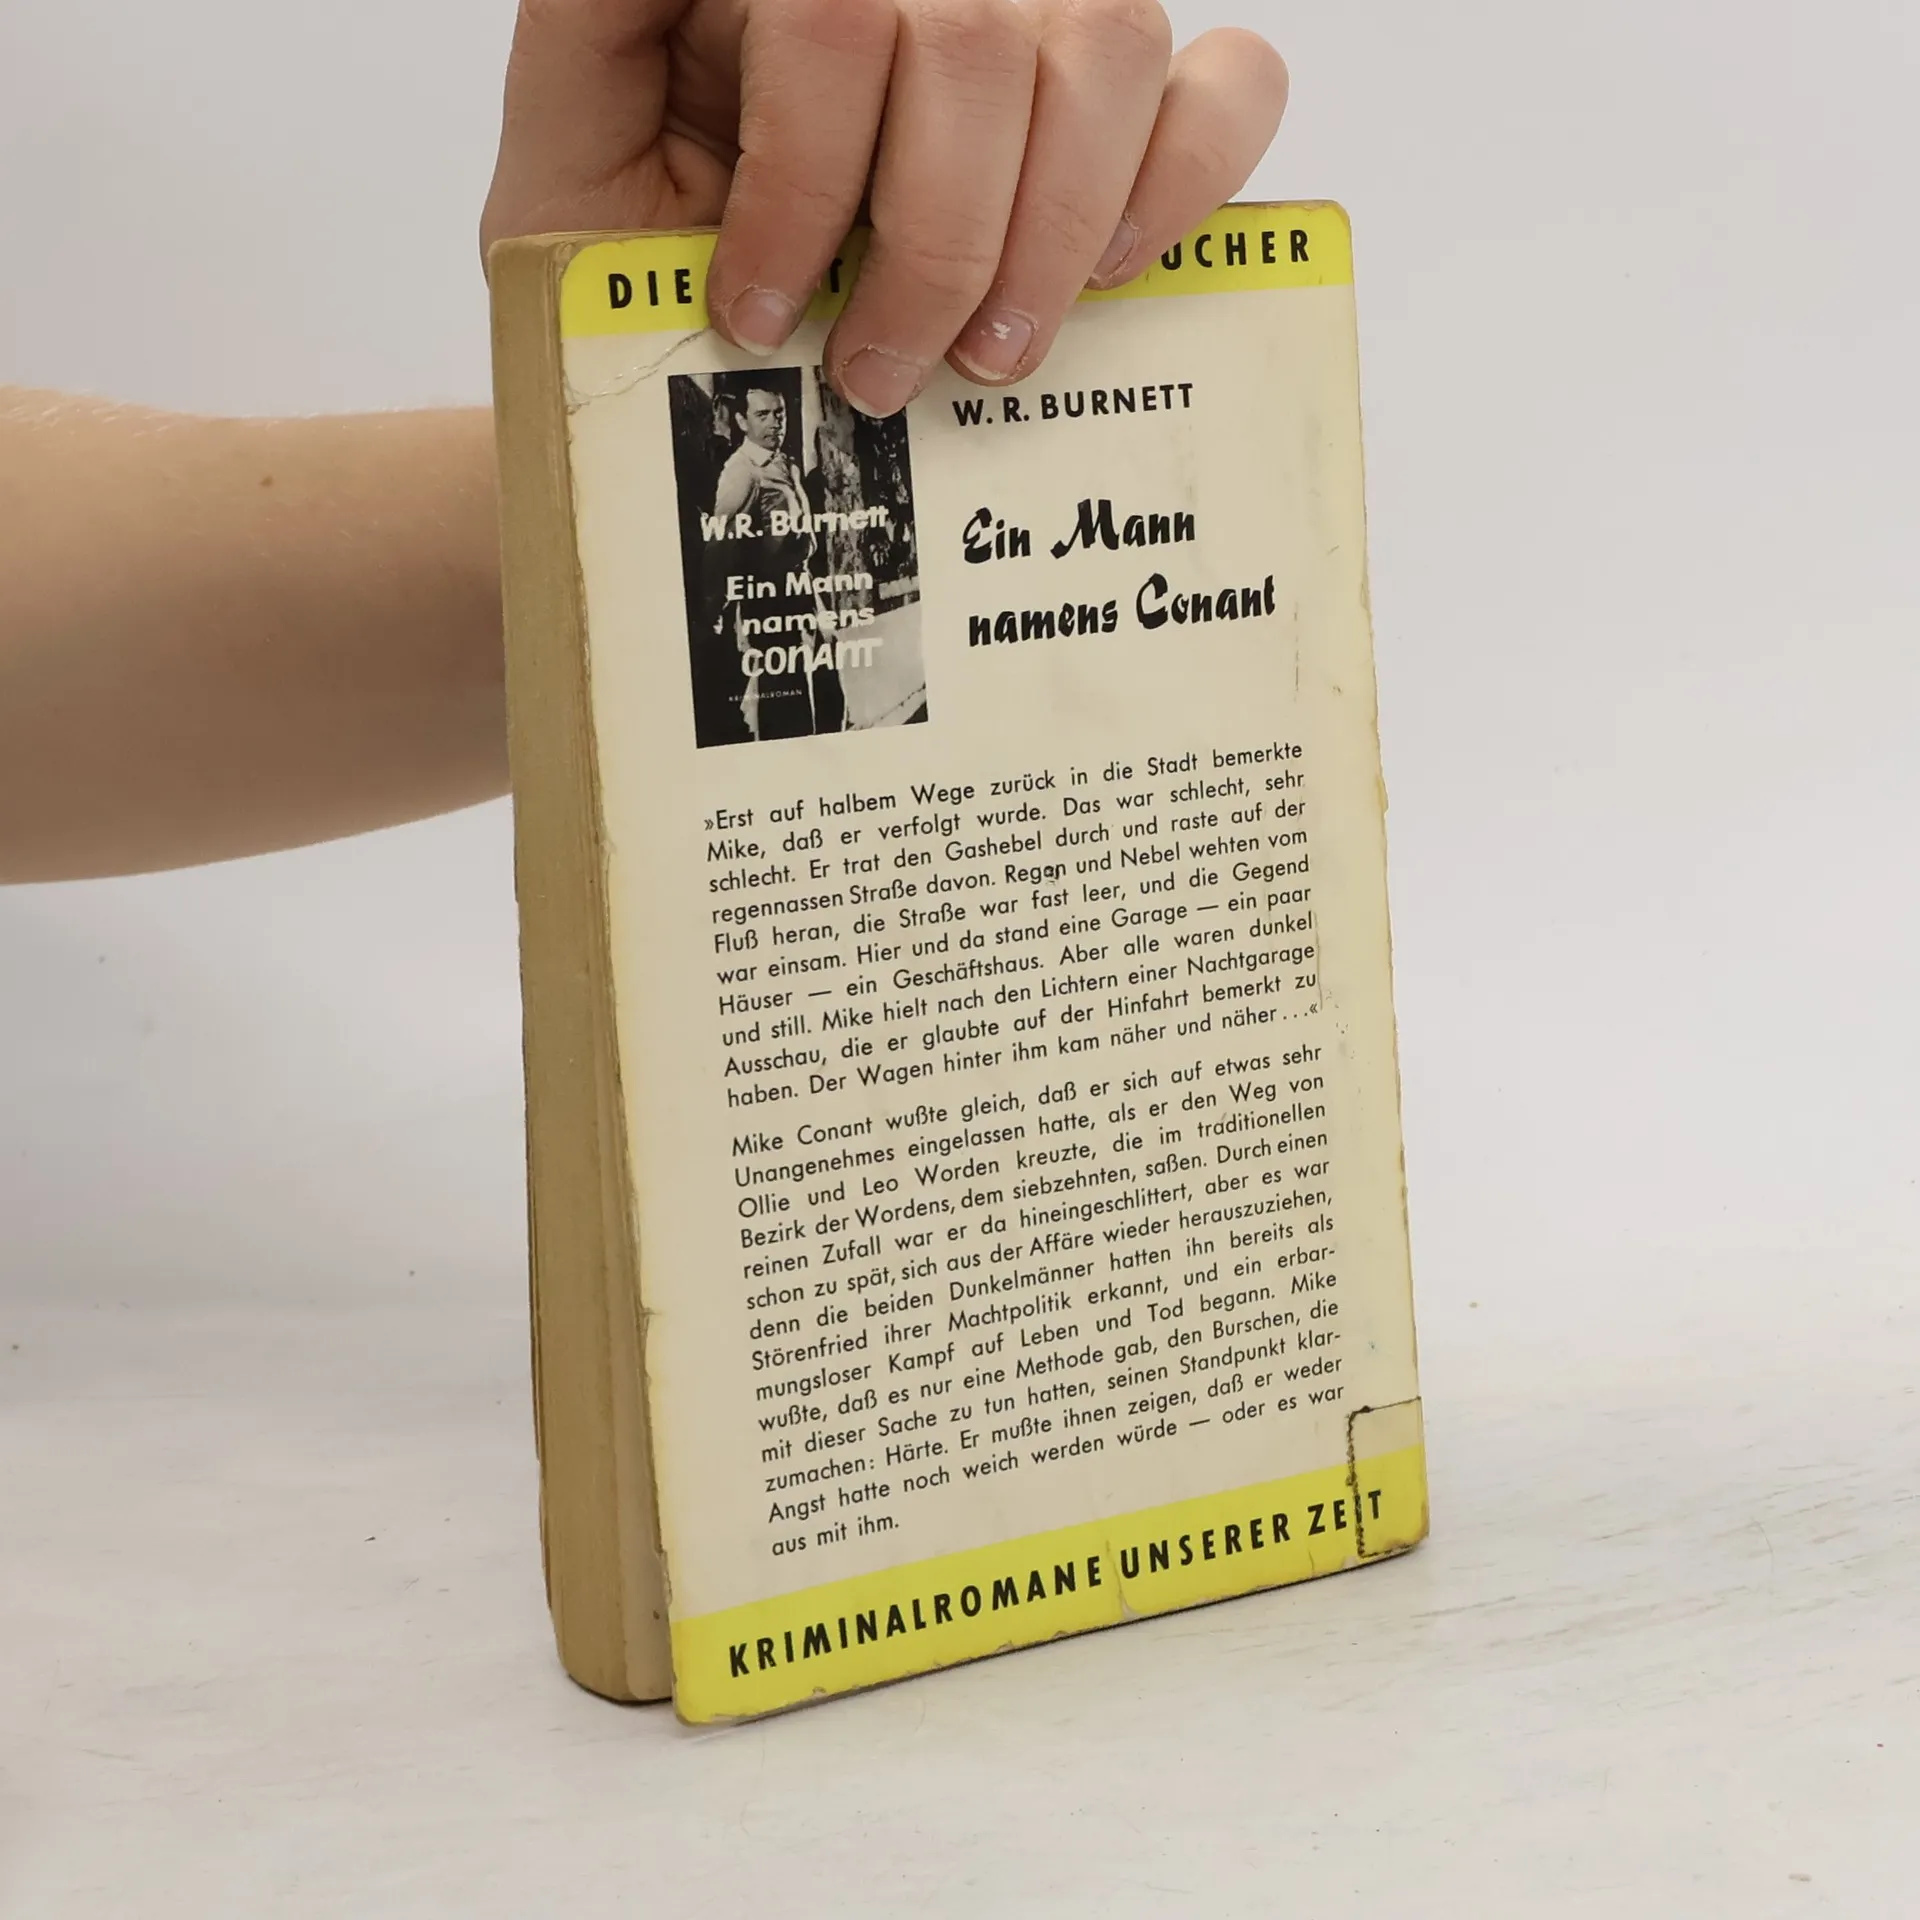 DIE
W. R. BURNETT
W.R. Burnett
Ein Mann
namens
CONANT
KRIMINALROMAN
Ein Mann
namens Conant
»Erst auf halbem Wege zurück in die Stadt bemerkte
Mike, daß er verfolgt wurde. Das war schlecht, sehr
schlecht. Er trat den Gashebel durch und raste auf der
regennassen Straße davon. Regen und Nebel wehten vom
Fluß heran, die Straße war fast leer, und die Gegend
war einsam. Hier und da stand eine Garage — ein paar
Häuser — ein Geschäftshaus. Aber alle waren dunkel
und still. Mike hielt nach den Lichtern einer Nachtgarage
Ausschau, die er glaubte auf der Hinfahrt bemerkt zu
haben. Der Wagen hinter ihm kam näher und näher . . .«
Mike Conant wußte gleich, daß er sich auf etwas sehr
Unangenehmes eingelassen hatte, als er den Weg von
Ollie und Leo Worden kreuzte, die im traditionellen
Bezirk der Wordens, dem siebzehnten, saßen. Durch einen
reinen Zufall war er da hineingeschlittert, aber es war
schon zu spät, sich aus der Affäre wieder herauszuziehen,
denn die beiden Dunkelmänner hatten ihn bereits als
Störenfried ihrer Machtpolitik erkannt, und ein erbar-
mungsloser Kampf auf Leben und Tod begann. Mike
wußte, daß es nur eine Methode gab, den Burschen, die
mit dieser Sache zu tun hatten, seinen Standpunkt klar-
zumachen: Härte. Er mußte ihnen zeigen, daß er weder
Angst hatte noch weich werden würde — oder es war
aus mit ihm.
KRIMINALROMANE UNSERER ZEIT